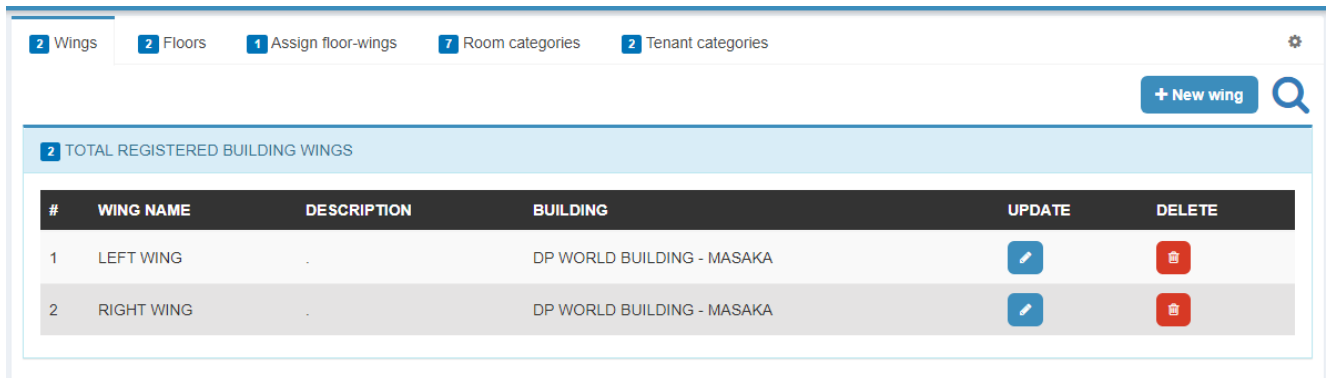 2 Wings 2 Floors 1 Assign floor-wings 7 Room categories 2 Tenant categories
+ New wing
2 TOTAL REGISTERED BUILDING WINGS
# WING NAME DESCRIPTION BUILDING UPDATE DELETE
1 LEFT WING . DP WORLD BUILDING - MASAKA
2 RIGHT WING . DP WORLD BUILDING - MASAKA